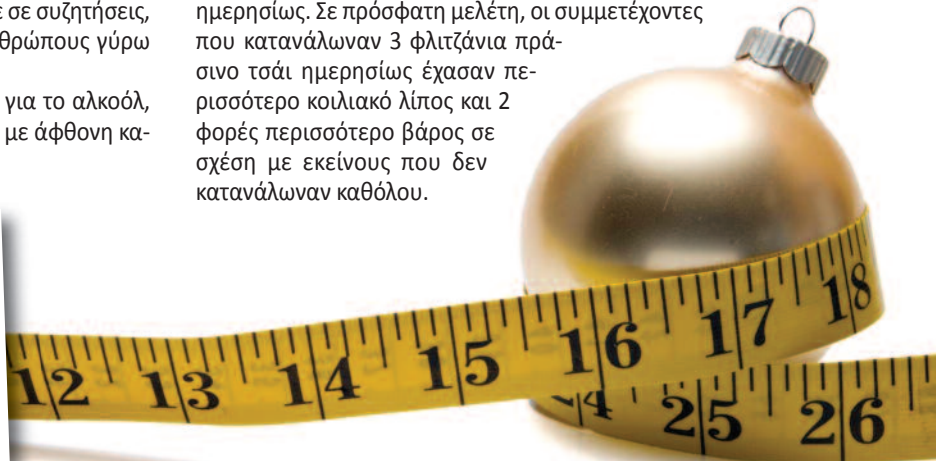 ε σε συζητήσεις,
θρώπους γύρω
για το αλκοόλ,
με άφθονη κα-
ημερησίως. Σε πρόσφατη μελέτη, οι συμμετέχοντες
που κατανάλωναν 3 φλιτζάνια πρά-
σινο τσάι ημερησίως έχασαν πε-
ρισσότερο κοιλιακό λίπος και 2
φορές περισσότερο βάρος σε
σχέση με εκείνους που δεν
κατανάλωναν καθόλου.
12 13 14 15 16 17 18
24 25 26